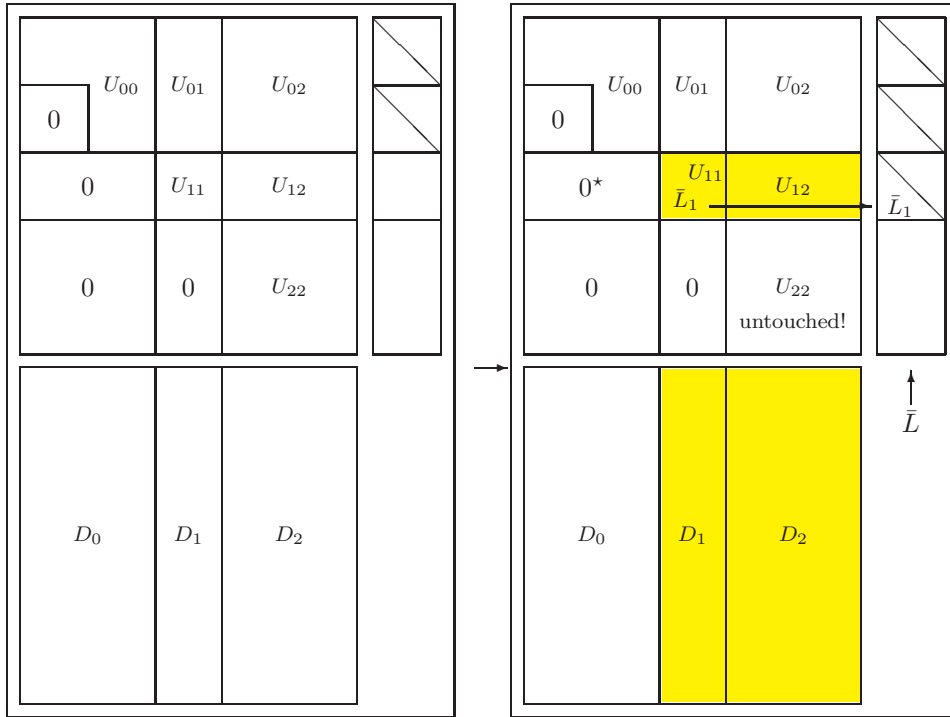 U₀₀ U₀₁ U₀₂
0
0 U₁₁ U₁₂
0 0 U₂₂
D₀ D₁ D₂
U₀₀ U₀₁ U₀₂
0
0⋆ U₁₁ U₁₂
L̄₁ L̄₁
0 0 U₂₂
untouched!
L̄
D₀ D₁ D₂